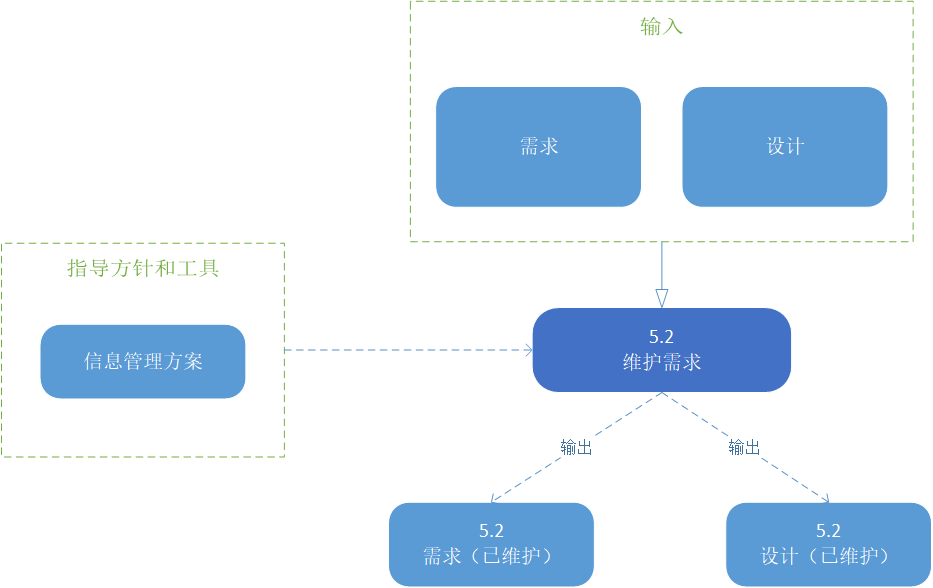 输入
需求
设计
指导方针和工具
信息管理方案
5.2
维护需求
输出
输出
5.2
需求（已维护）
5.2
设计（已维护）